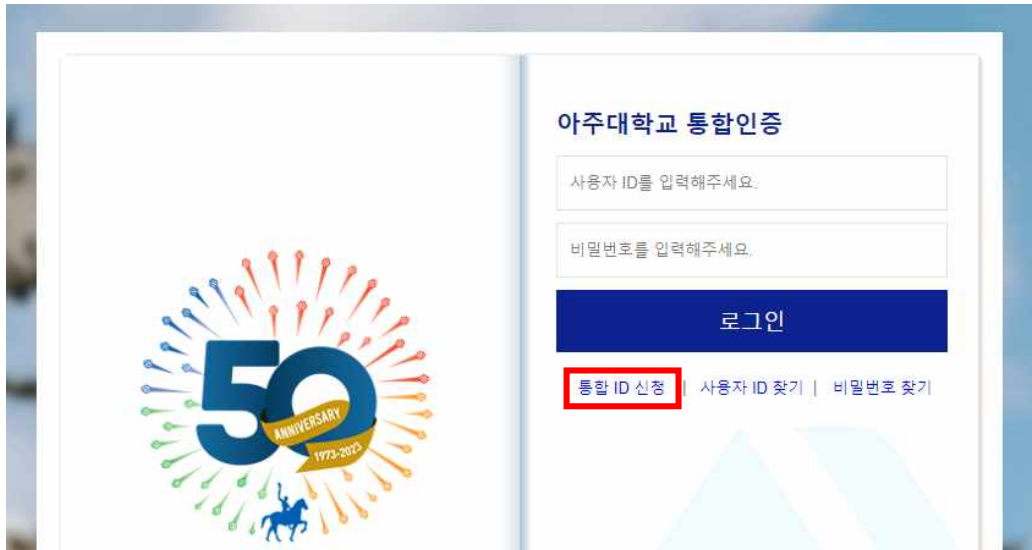 아주대학교 통합인증
사용자 ID를 입력해주세요.
비밀번호를 입력해주세요.
로그인
통합 ID 신청 | 사용자 ID 찾기 | 비밀번호 찾기
50
ANNIVERSARY
1973-2023